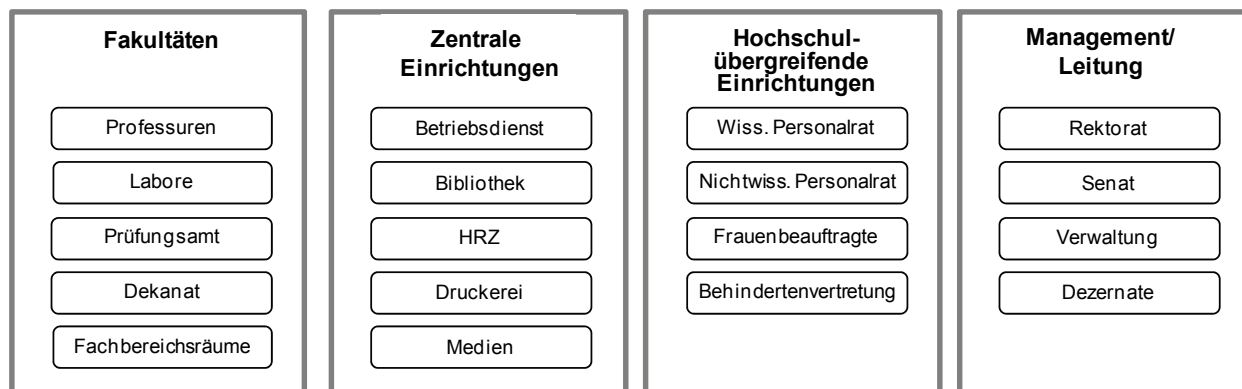 Fakultäten
Professuren
Labore
Prüfungsamt
Dekanat
Fachbereichsräume
Zentrale
Einrichtungen
Betriebsdienst
Bibliothek
HRZ
Druckerei
Medien
Hochschul-
übergreifende
Einrichtungen
Wiss. Personalrat
Nichtwiss. Personalrat
Frauenbeauftragte
Behindertenvertretung
Management/
Leitung
Rektorat
Senat
Verwaltung
Dezernate